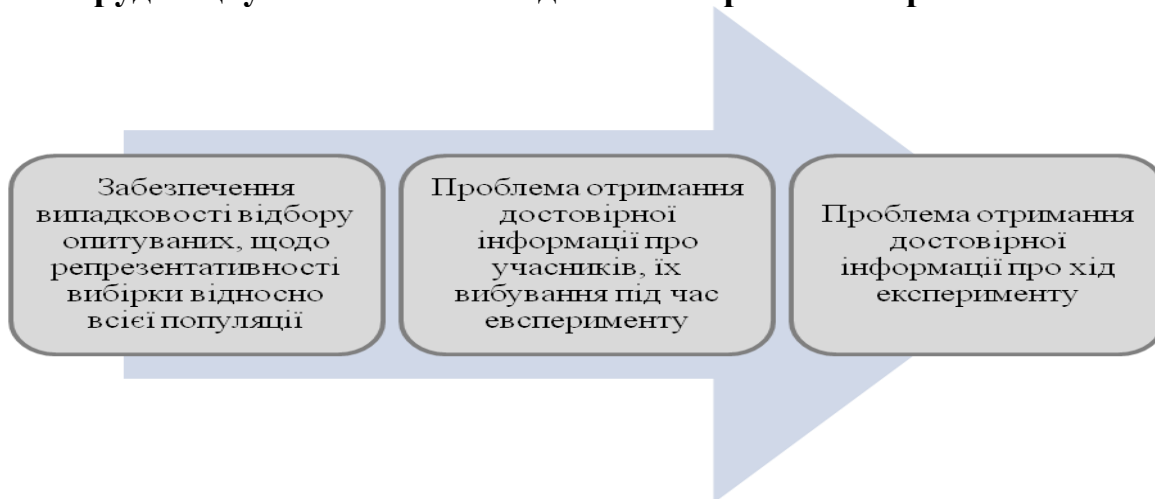 Забезпечення
випадковості відбору
опитуваних, щодо
репрезентативності
вибірки відносно
всієї популяції
Проблема отримання
достовірної
інформації про
учасників, їх
вибування під час
евсперименту
Проблема отримання
достовірної
інформації про хід
експерименту